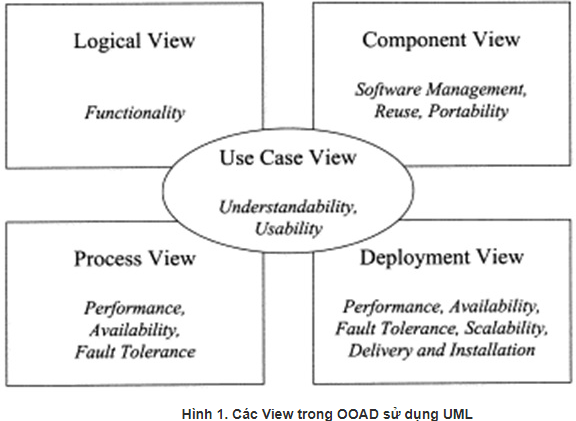 Logical View
Functionality
Component View
Software Management,
Reuse, Portability
Use Case View
Understandability,
Usability
Process View
Performance,
Availability,
Fault Tolerance
Deployment View
Performance, Availability,
Fault Tolerance, Scalability,
Delivery and Installation
Hình 1. Các View trong OOAD sử dụng UML